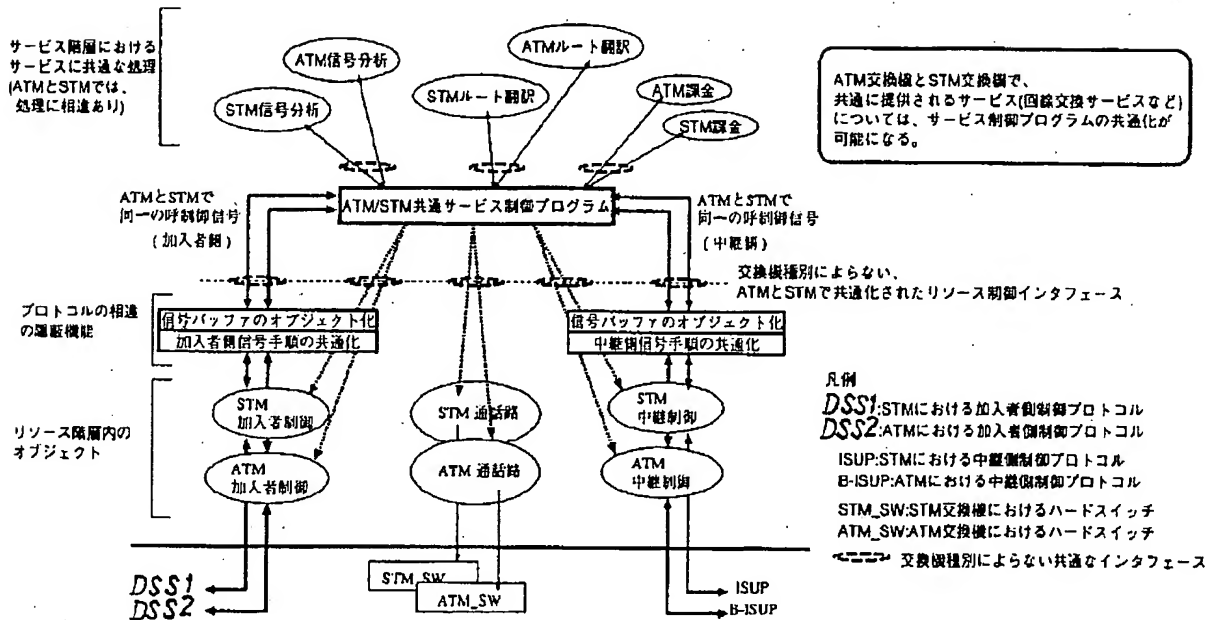 サービス階層における
サービスに共通な処理
(ATMとSTMでは、
処理に相違あり)
STM信号分析
ATM信号分析
STMルート翻訳
ATMルート翻訳
ATM課金
STM課金
ATM交換機とSTM交換機で、
共通に提供されるサービス(回線交換サービスなど)
については、サービス制御プログラムの共通化が
可能になる。
ATM/STM共通サービス制御プログラム
ATMとSTMで
同一の呼制御信号
(加入者側)
ATMとSTMで
同一の呼制御信号
(中継側)
交換機種別によらない、
ATMとSTMで共通化されたリソース制御インタフェース
プロトコルの相違
の隠蔽機能
信号バッファのオブジェクト化
加入者側信号手順の共通化
信号バッファのオブジェクト化
中継側信号手順の共通化
リソース階層内の
オブジェクト
STM
加入者制御
ATM
加入者制御
STM 通話路
ATM 通話路
STM
中継制御
ATM
中継制御
凡例
DSS1:STMにおける加入者側制御プロトコル
DSS2:ATMにおける加入者側制御プロトコル
ISUP:STMにおける中継側制御プロトコル
B-ISUP:ATMにおける中継側制御プロトコル
STM_SW:STM交換機におけるハードスイッチ
ATM_SW:ATM交換機におけるハードスイッチ
交換機種別によらない共通なインタフェース
DSS1
DSS2
STM_SW
ATM_SW
ISUP
B-ISUP